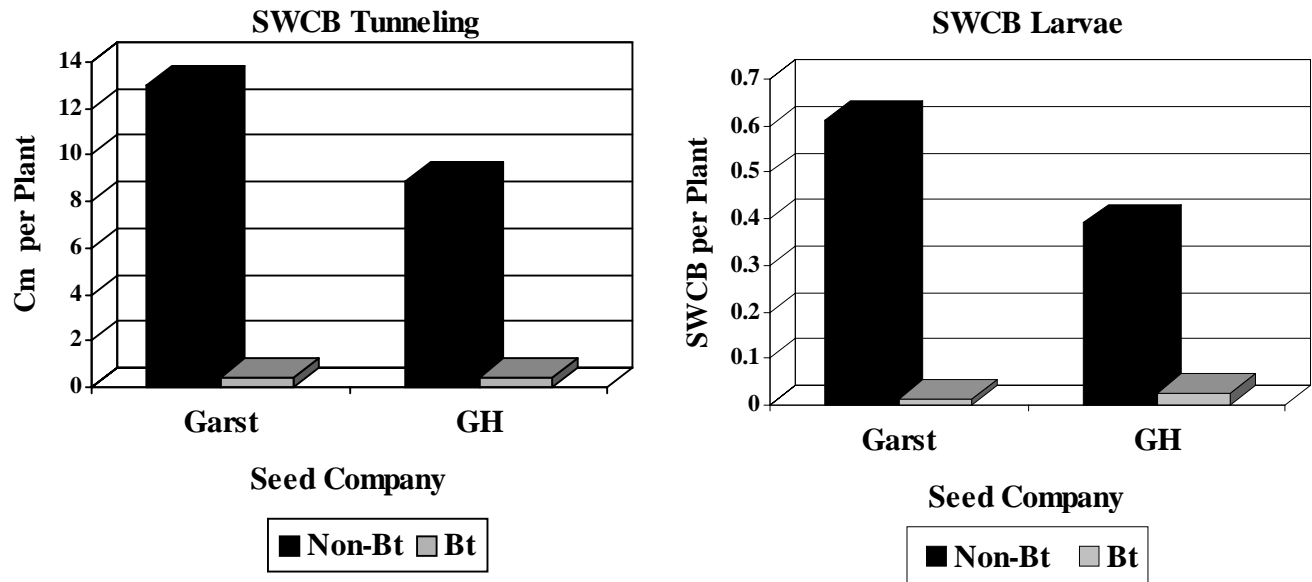 SWCB Tunneling
14
12
10
8
6
4
2
0
Cm per Plant
Garst GH
Seed Company
Non-Bt Bt
SWCB Larvae
0.7
0.6
0.5
0.4
0.3
0.2
0.1
0
SWCB per Plant
Garst GH
Seed Company
Non-Bt Bt